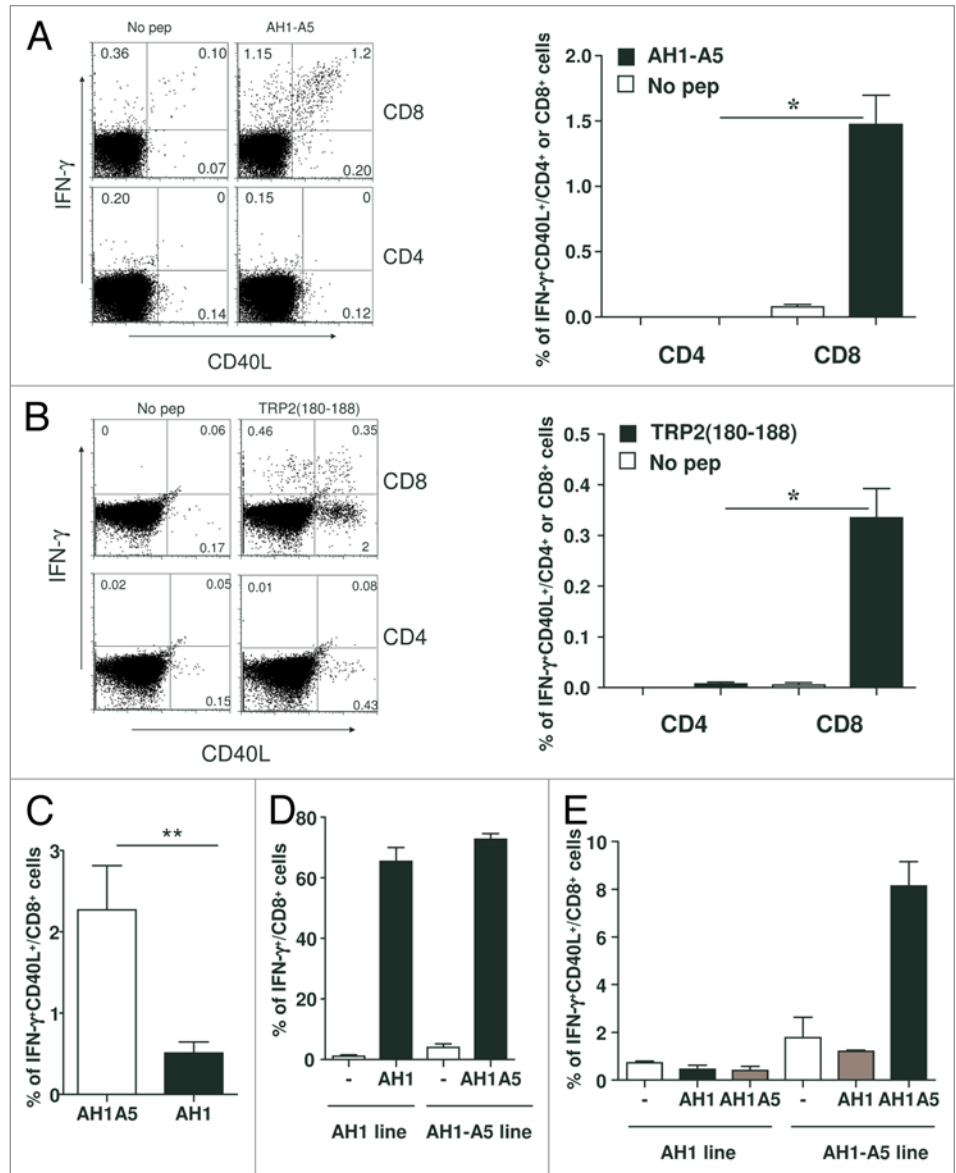 A
No pep
AH1-A5
0.36
0.10
0.07
1.15
1.2
0.20
CD8
0.20
0
0.14
0.15
0
0.12
CD4
IFN-γ
CD40L
% of IFN-γ+CD40L+/CD4+ or CD8+ cells
2.0
1.5
1.0
0.5
0.0
AH1-A5
No pep
*
CD4
CD8
B
No pep
TRP2(180-188)
0
0.06
0.17
0.46
0.35
2
CD8
0.02
0.05
0.15
0.01
0.08
0.43
CD4
IFN-γ
CD40L
% of IFN-γ+CD40L+/CD4+ or CD8+ cells
0.5
0.4
0.3
0.2
0.1
0.0
TRP2(180-188)
No pep
*
CD4
CD8
C
% of IFN-γ+CD40L+/CD8+ cells
3
2
1
0
**
AH1A5
AH1
D
% of IFN-γ+/CD8+ cells
80
60
40
20
0
-
AH1
-
AH1A5
AH1 line
AH1-A5 line
E
% of IFN-γ+CD40L+/CD8+ cells
10
8
6
4
2
0
-
AH1
AH1A5
-
AH1
AH1A5
AH1 line
AH1-A5 line